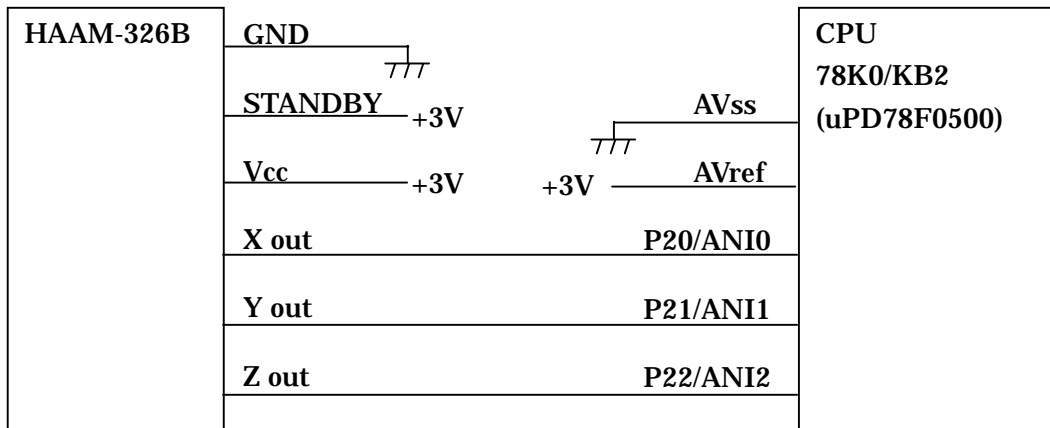 HAAM-326B
GND
STANDBY
+3V
Vcc
+3V
X out
Y out
Z out
AVss
+3V
AVref
P20/ANI0
P21/ANI1
P22/ANI2
CPU
78K0/KB2
(uPD78F0500)